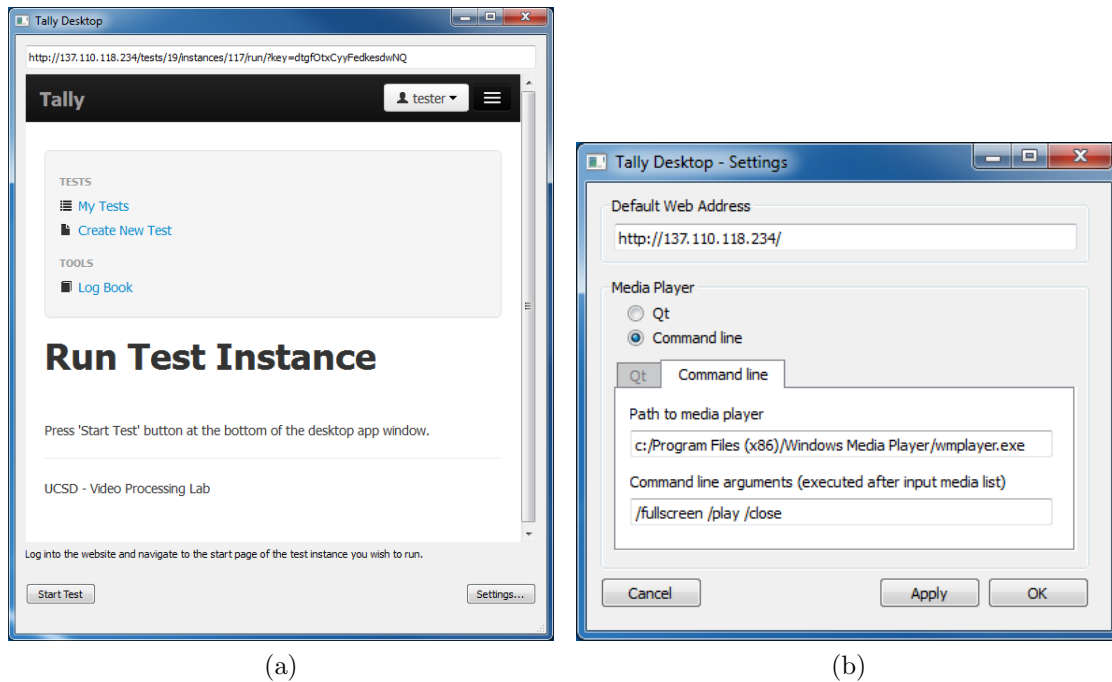 Tally Desktop
http://137.110.118.234/tests/19/instances/117/run/?key=dtgfOtxCyyFedkesdwNQ
Tally
tester
TESTS
My Tests
Create New Test
TOOLS
Log Book
Run Test Instance
Press 'Start Test' button at the bottom of the desktop app window.
UCSD - Video Processing Lab
Log into the website and navigate to the start page of the test instance you wish to run.
Start Test
Settings...
(a)
Tally Desktop - Settings
Default Web Address
http://137.110.118.234/
Media Player
Qt
Command line
Qt Command line
Path to media player
c:/Program Files (x86)/Windows Media Player/wmplayer.exe
Command line arguments (executed after input media list)
/fullscreen /play /close
Cancel Apply OK
(b)